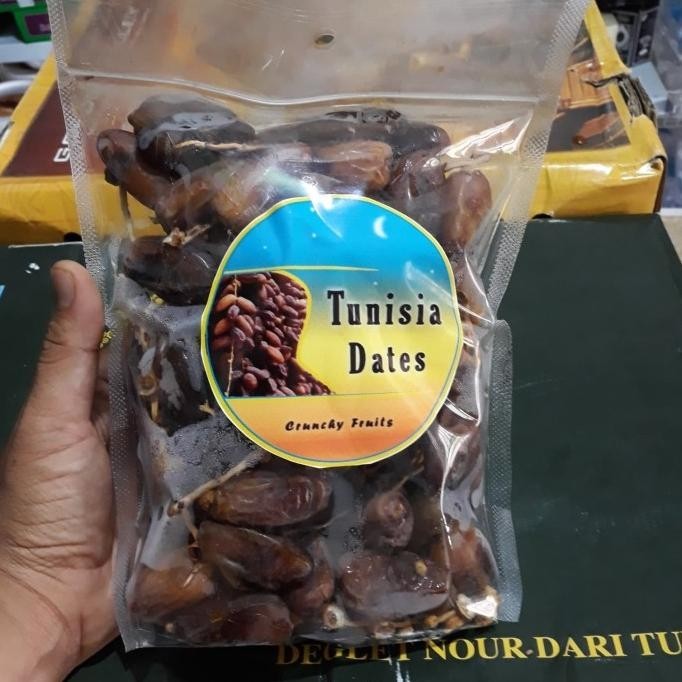 Tunisia
Dates
Crunchy Fruits
DEGLET NOUR-DARI TU